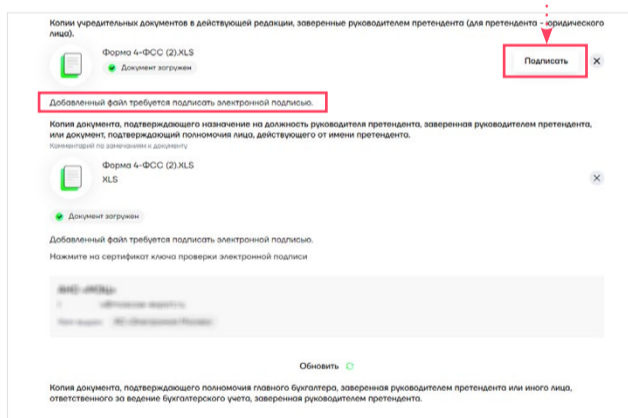 Копии учредительных документов в действующей редакции, заверенные руководителем претендента (для претендента - юридического
лица).
Форма 4-ФСС (2).XLS
Документ загружен
Подписать
Добавленный файл требуется подписать электронной подписью.
Копия документа, подтверждающего назначение на должность руководителя претендента, заверенная руководителем претендента,
или документ, подтверждающий полномочия лица, действующего от имени претендента.
Комментарий по замечаниям к документу
Форма 4-ФСС (2).XLS
XLS
Документ загружен
Добавленный файл требуется подписать электронной подписью.
Нажмите на сертификат ключа проверки электронной подписи
Обновить
Копия документа, подтверждающего полномочия главного бухгалтера, заверенная руководителем претендента или иного лица,
ответственного за ведение бухгалтерского учета, заверенная руководителем претендента.